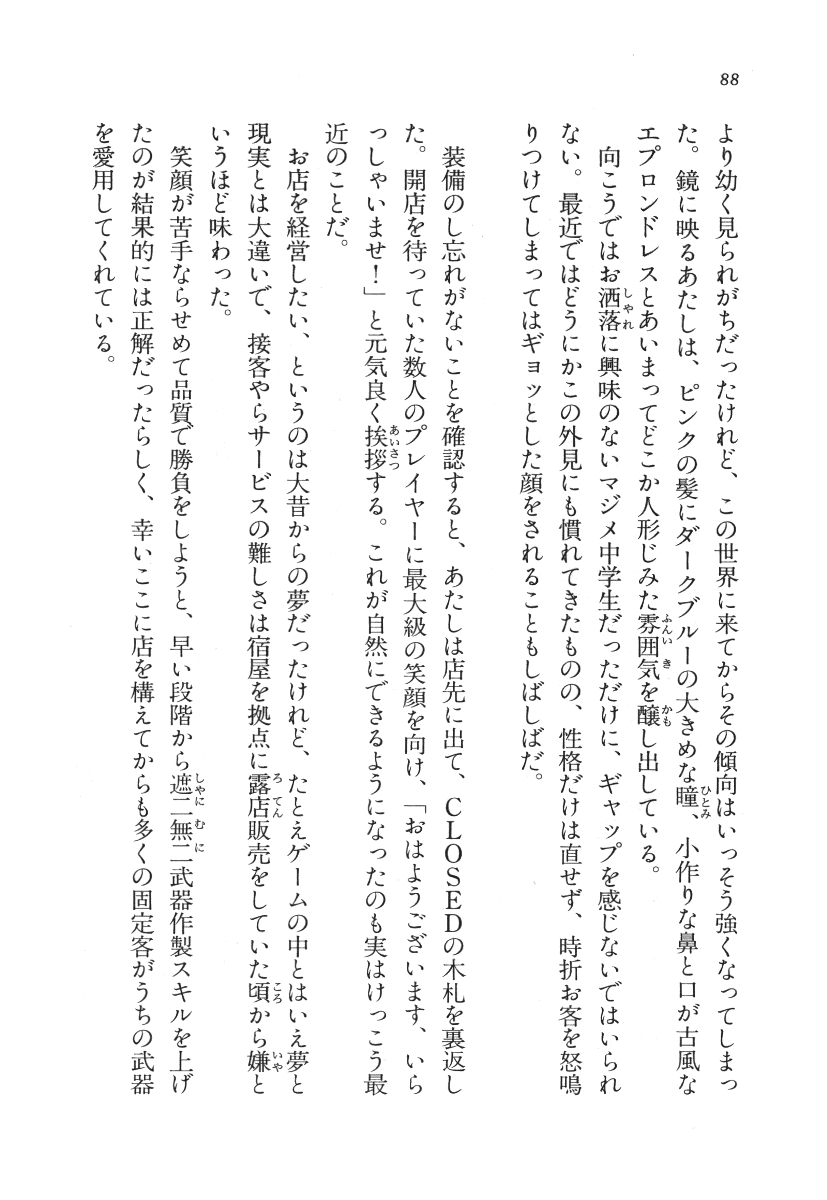 88
より幼く見られがちだったけれど、この世界に来てからその傾向はいっそう強くなってしまっ
た。鏡に映るあたしは、ピンクの髪にダークブルーの大きめな瞳、小作りな鼻と口が古風な
エプロンドレスとあいまってどこか人形じみた雰囲気を醸し出している。
　向こうではお洒落に興味のないマジメ中学生だっただけに、ギャップを感じないではいられ
ない。最近ではどうにかこの外見にも慣れてきたものの、性格だけは直せず、時折お客を怒鳴
りつけてしまってはギョッとした顔をされることもしばしばだ。
　装備のし忘れがないことを確認すると、あたしは店先に出て、CLOSEDの木札を裏返し
た。開店を待っていた数人のプレイヤーに最大級の笑顔を向け、「おはようございます、いら
っしゃいませ！」と元気良く挨拶する。これが自然にできるようになったのも実はけっこう最
近のことだ。
　お店を経営したい、というのは大昔からの夢だったけれど、たとえゲームの中とはいえ夢と
現実とは大違いで、接客やらサービスの難しさは宿屋を拠点に露店販売をしていた頃から嫌と
いうほど味わった。
　笑顔が苦手ならせめて品質で勝負をしようと、早い段階から遮二無二武器作製スキルを上げ
たのが結果的には正解だったらしく、幸いここに店を構えてからも多くの固定客がうちの武器
を愛用してくれている。